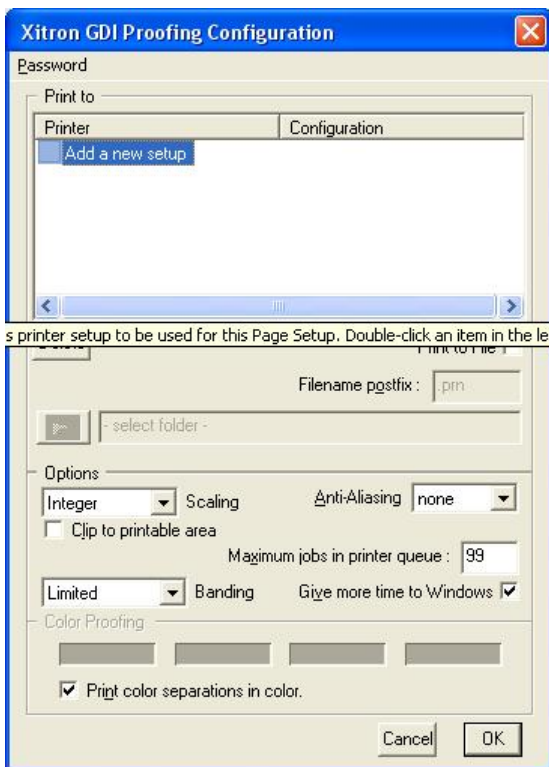 Xitron GDI Proofing Configuration
Password
Print to
Printer Configuration
Add a new setup
s printer setup to be used for this Page Setup. Double-click an item in the le
Print to File
Filename postfix : .prn
- select folder -
Options
Integer Scaling Anti-Aliasing none
Clip to printable area
Maximum jobs in printer queue : 99
Limited Banding Give more time to Windows
Color Proofing
Print color separations in color.
Cancel OK